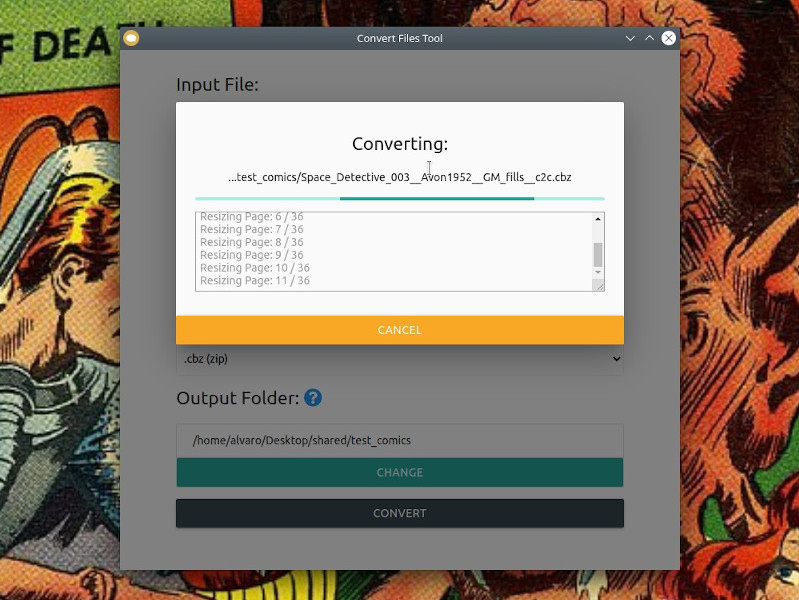 F DEATH
Convert Files Tool
Input File:
Converting:
...test_comics/Space_Detective_003__Avon1952__GM_fills__c2c.cbz
Resizing Page: 6 / 36
Resizing Page: 7 / 36
Resizing Page: 8 / 36
Resizing Page: 9 / 36
Resizing Page: 10 / 36
Resizing Page: 11 / 36
CANCEL
.cbz (zip)
Output Folder: ?
/home/alvaro/Desktop/shared/test_comics
CHANGE
CONVERT